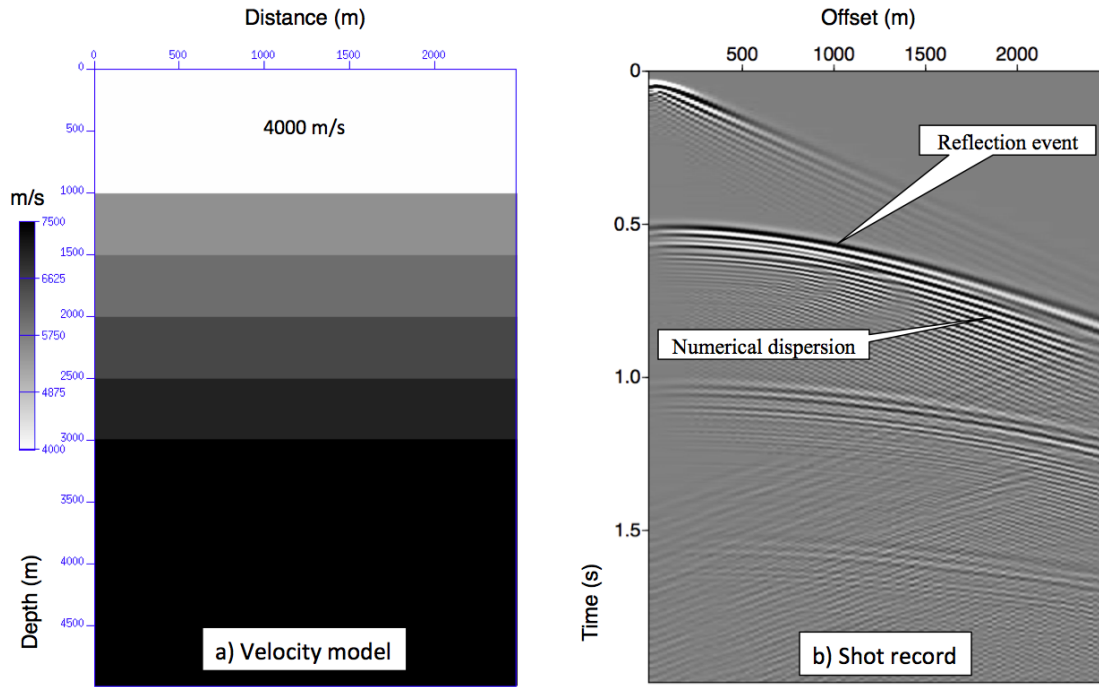 Distance (m)
0 500 1000 1500 2000
0
500
1000
1500
2000
2500
3000
3500
4000
4500
4000 m/s
m/s
7500
6625
5750
4875
4000
Depth (m)
a) Velocity model
Offset (m)
500 1000 1500 2000
0
0.5
1.0
1.5
Time (s)
Reflection event
Numerical dispersion
b) Shot record